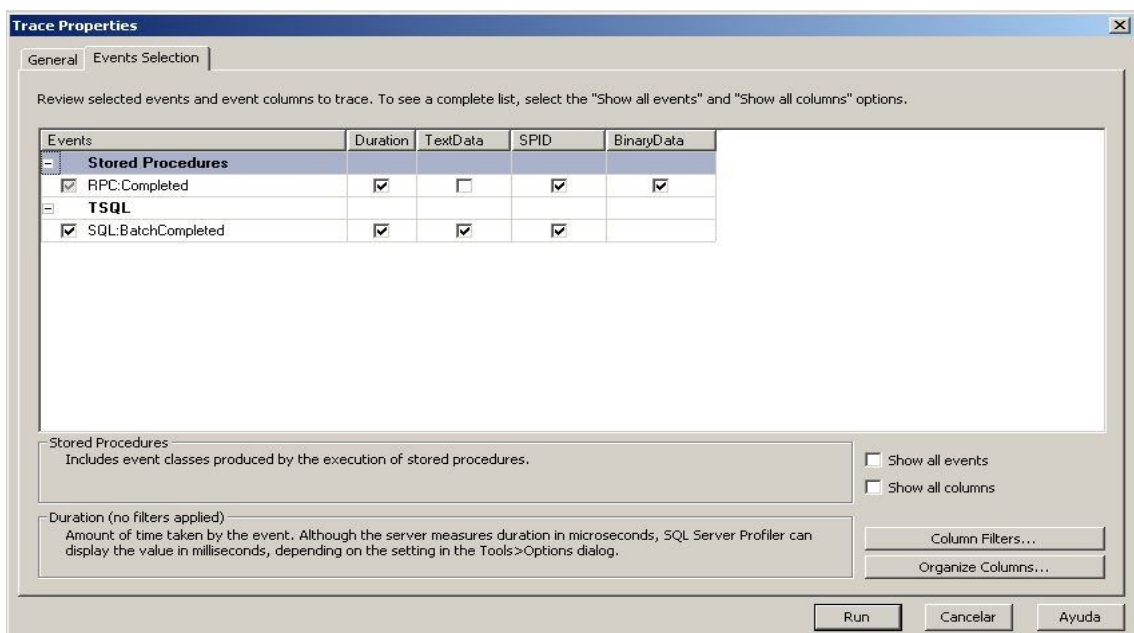 Trace Properties
General Events Selection
Review selected events and event columns to trace. To see a complete list, select the "Show all events" and "Show all columns" options.
Events Duration TextData SPID BinaryData
Stored Procedures
RPC:Completed
TSQL
SQL:BatchCompleted
Stored Procedures
Includes event classes produced by the execution of stored procedures.
Show all events
Show all columns
Duration (no filters applied)
Amount of time taken by the event. Although the server measures duration in microseconds, SQL Server Profiler can
display the value in milliseconds, depending on the setting in the Tools>Options dialog.
Column Filters...
Organize Columns...
Run Cancelar Ayuda